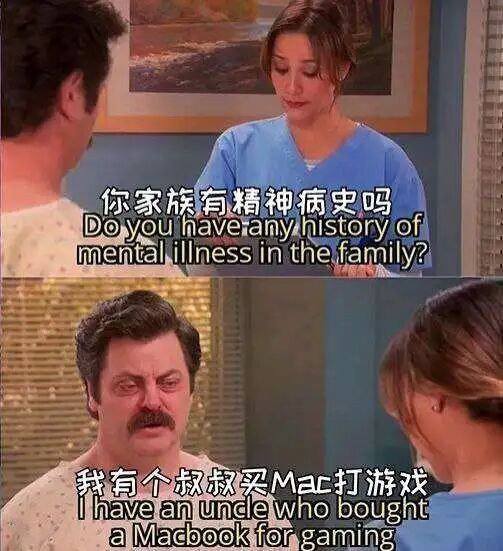 你家族有精神病史吗
Do you have any history of
mental illness in the family?
我有个叔叔买Mac打游戏
I have an uncle who bought
a Macbook for gaming